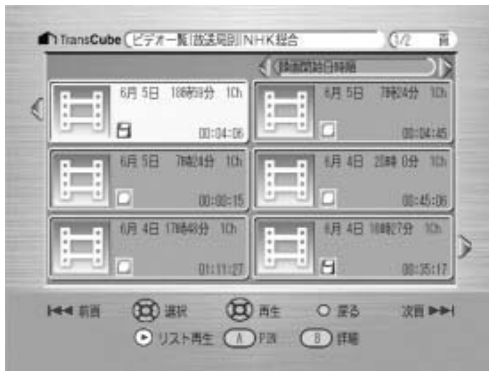 TransCube ビデオ一覧|放送局別|NHK総合 1/2 頁
録画開始日時順
6月 5日 18時59分 1Ch
00:04:06
6月 5日 7時24分 1Ch
00:04:45
6月 5日 7時24分 1Ch
00:00:15
6月 4日 20時 0分 1Ch
00:45:06
6月 4日 17時48分 1Ch
01:11:27
6月 4日 16時27分 1Ch
00:35:17
前頁 選択 再生 戻る 次頁
リスト再生 A PIN B 詳細